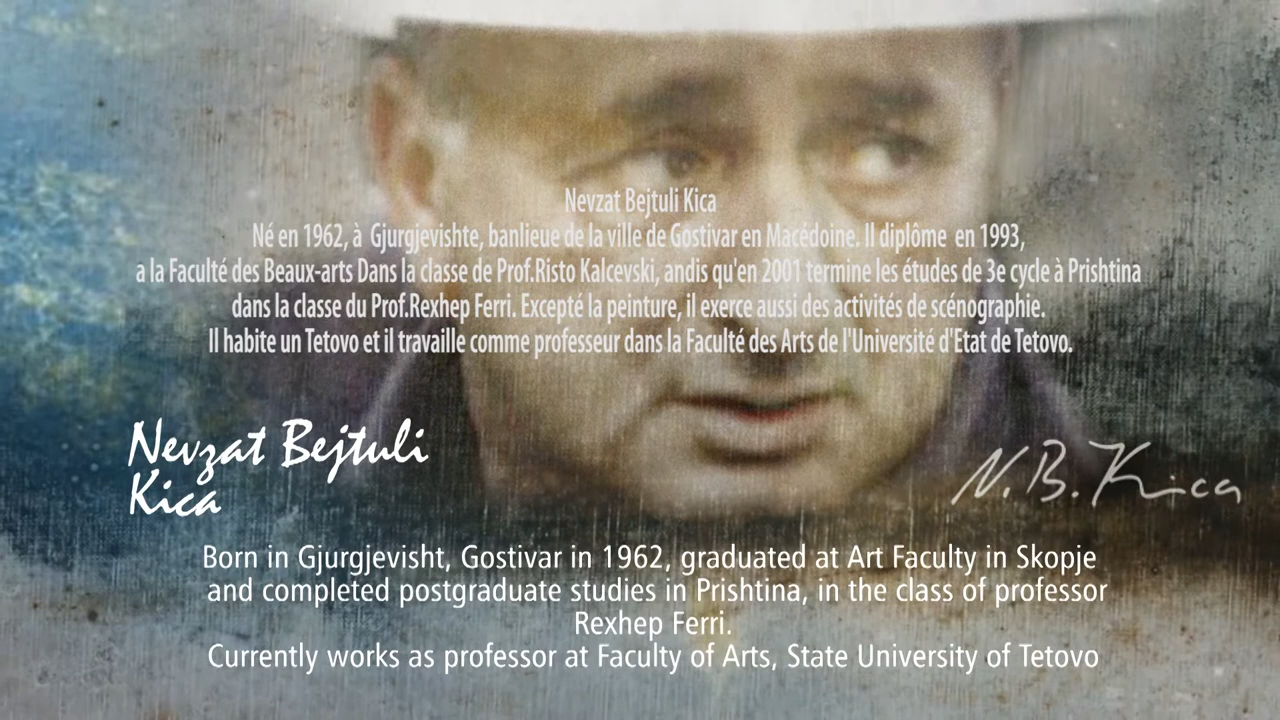 Nevzat Bejtuli Kica
Né en 1962, à Gjurgjevishte, banlieue de la ville de Gostivar en Macédoine. Il diplôme en 1993,
a la Faculté des Beaux-arts Dans la classe de Prof.Risto Kalcevski, andis qu'en 2001 termine les études de 3e cycle à Prishtina
dans la classe du Prof.Rexhep Ferri. Excepté la peinture, il exerce aussi des activités de scénographie.
Il habite un Tetovo et il travaille comme professeur dans la Faculté des Arts de l'Université d'Etat de Tetovo.
Nevzat Bejtuli
Kica
N.B.Kica
Born in Gjurgjevisht, Gostivar in 1962, graduated at Art Faculty in Skopje
and completed postgraduate studies in Prishtina, in the class of professor
Rexhep Ferri.
Currently works as professor at Faculty of Arts, State University of Tetovo